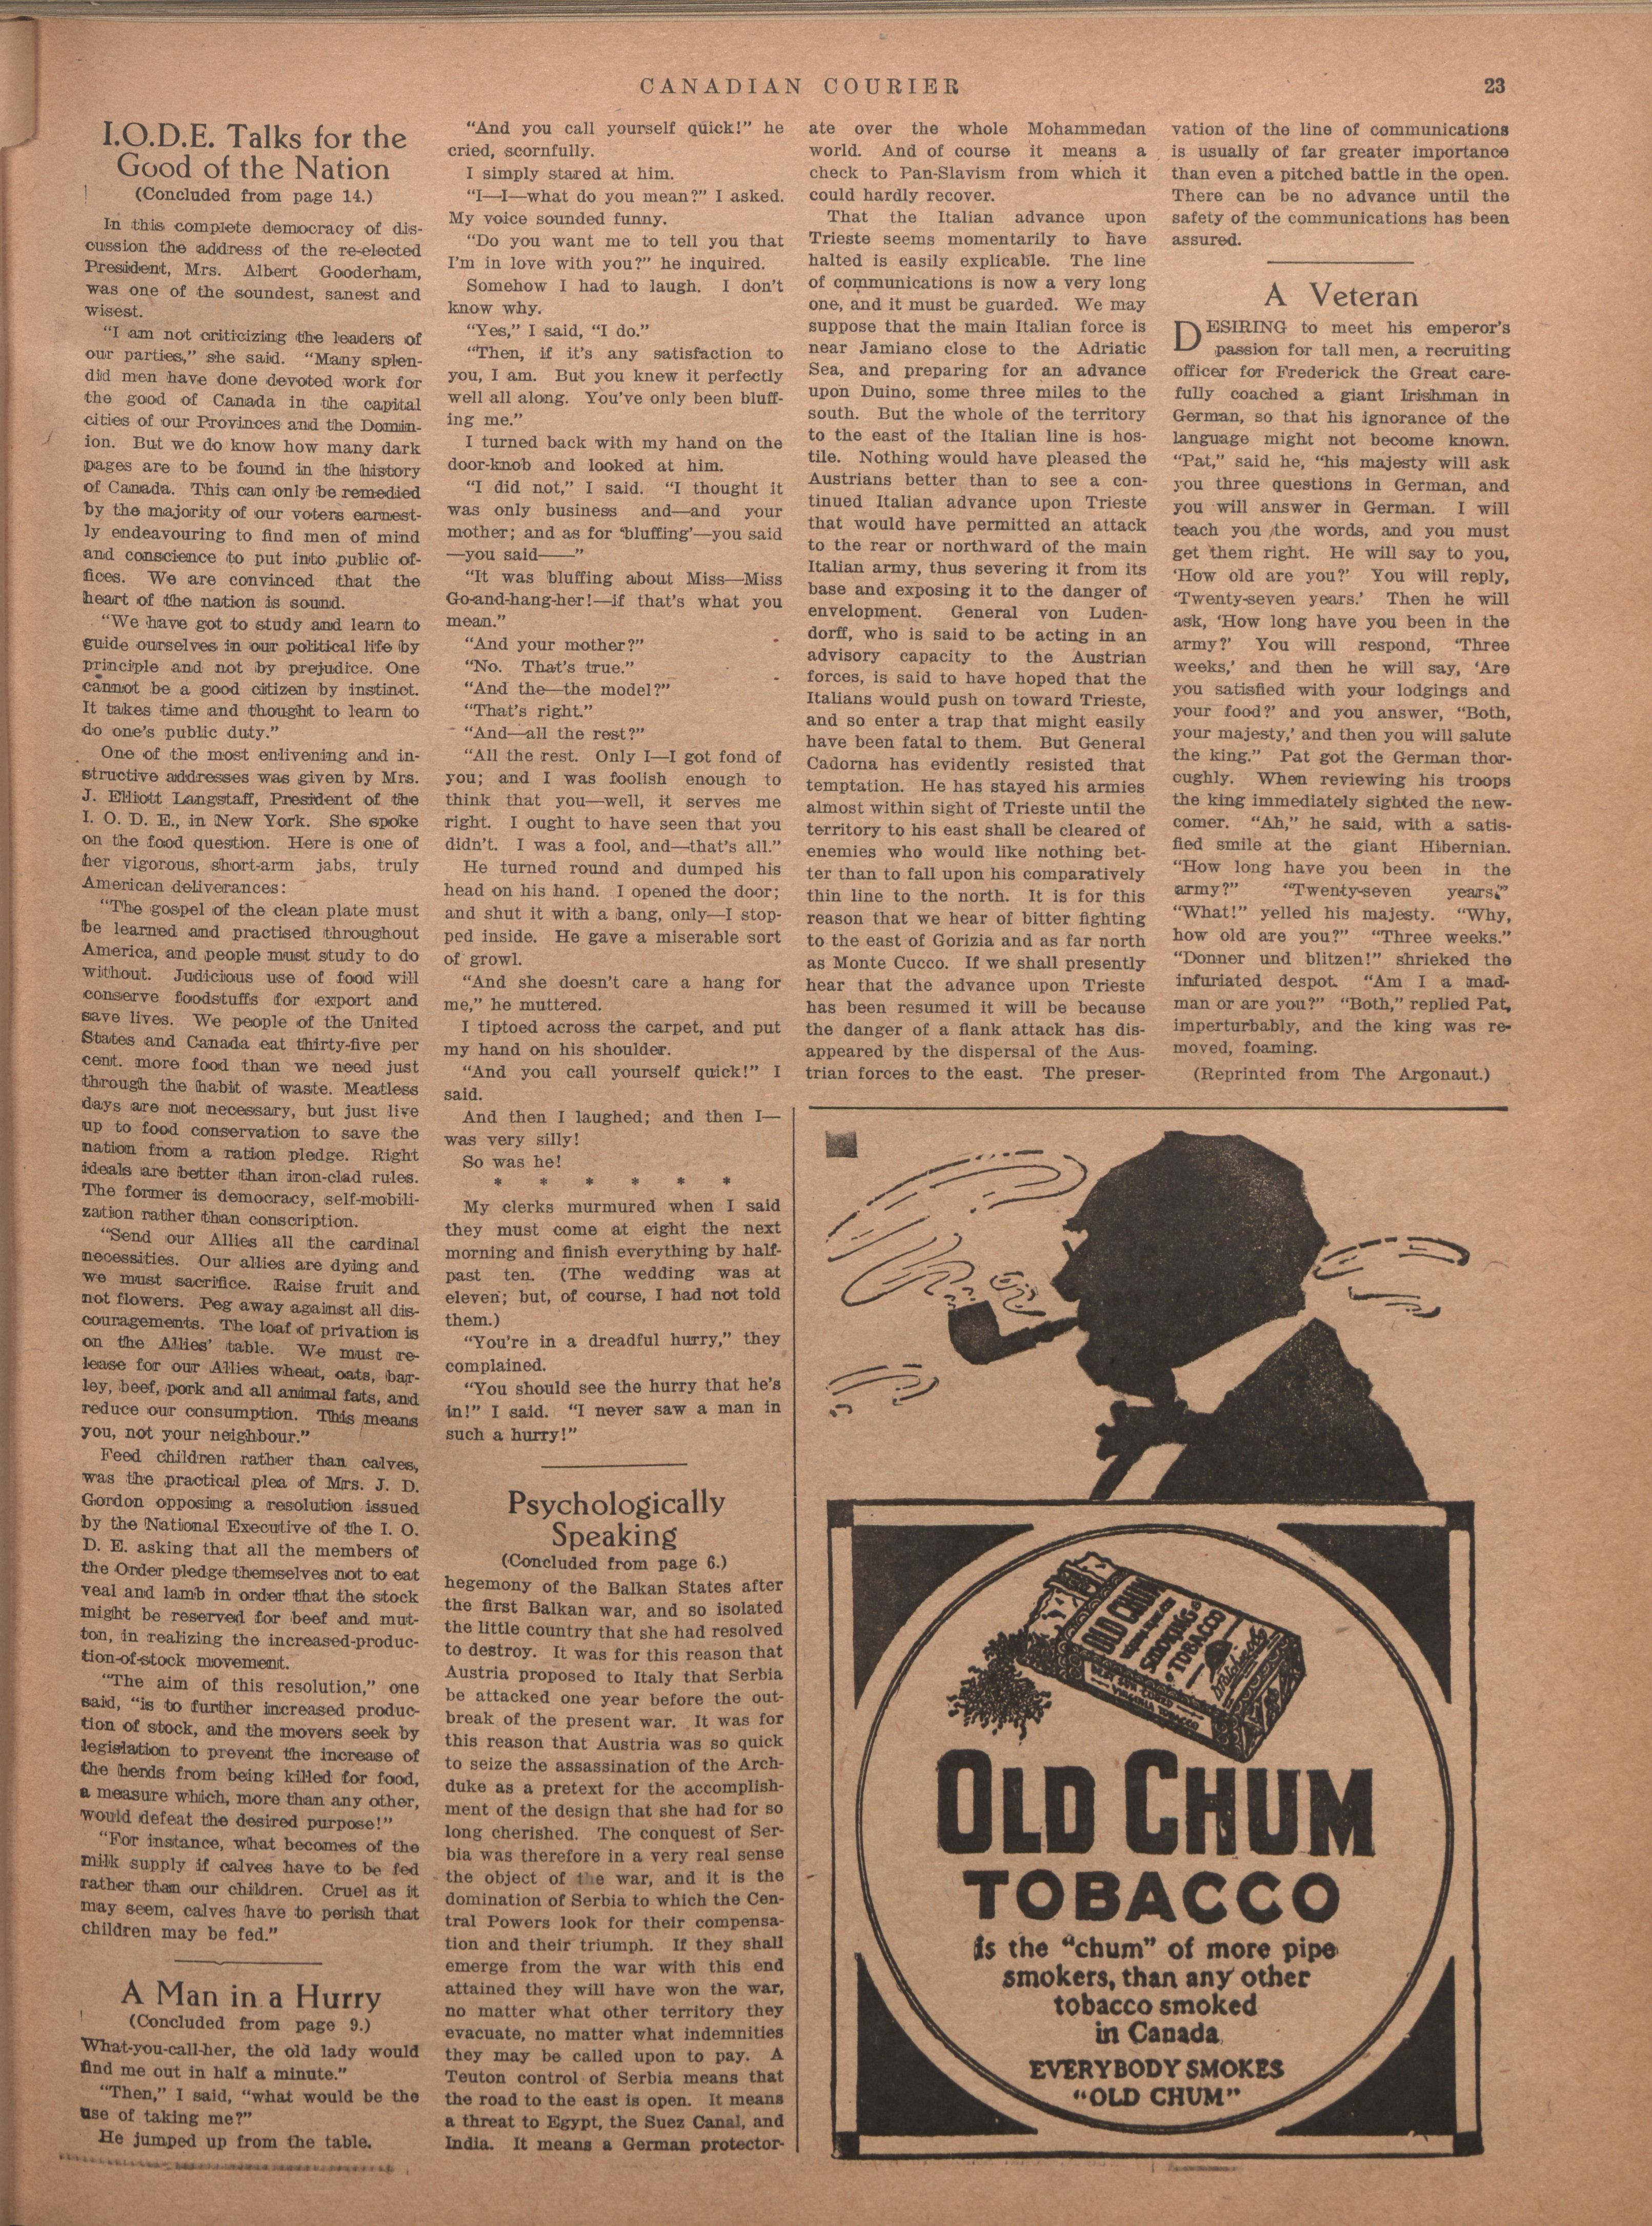 CANADIAN COURIER
23
I.O.D.E. Talks for the
Good of the Nation
(Concluded from page 14.)
In this complete democracy of dis-
cussion the address of the re-elected
President, Mrs. Albert Gooderham,
was one of the soundest, sanest and
wisest.
"I am not criticizing the leaders of
our parties," she said. "Many splen-
did men have done devoted work for
the good of Canada in the capital
cities of our Provinces and the Domin-
ion. But we do know how many dark
pages are to be found in the history
of Canada. This can only be remedied
by the majority of our voters earnest-
ly endeavouring to find men of mind
and conscience to put into public of-
fices. We are convinced that the
heart of the nation is sound.
"We have got to study and learn to
guide ourselves in our political life by
principle and not by prejudice. One
cannot be a good citizen by instinct.
It takes time and thought to learn to
do one's public duty."
One of the most enlivening and in-
structive addresses was given by Mrs.
J. Elliott Langstaff, President of the
I. O. D. E., in New York. She spoke
on the food question. Here is one of
her vigorous, short-arm jabs, truly
American deliverances:
"The gospel of the clean plate must
be learned and practised throughout
America, and people must study to do
without. Judicious use of food will
conserve foodstuffs for export and
save lives. We people of the United
States and Canada eat thirty-five per
cent. more food than we need just
through the habit of waste. Meatless
days are not necessary, but just live
up to food conservation to save the
nation from a ration pledge. Right
ideals are better than iron-clad rules.
The former is democracy, self-mobili-
zation rather than conscription.
"Send our Allies all the cardinal
necessities. Our allies are dying and
we must sacrifice. Raise fruit and
not flowers. Peg away against all dis-
couragements. The loaf of privation is
on the Allies' table. We must re-
lease for our Allies wheat, oats, bar-
ley, beef, pork and all animal fats, and
reduce our consumption. This means
you, not your neighbour."
Feed children rather than calves,
was the practical plea of Mrs. J. D.
Gordon opposing a resolution issued
by the National Executive of the I. O.
D. E. asking that all the members of
the Order pledge themselves not to eat
veal and lamb in order that the stock
might be reserved for beef and mut-
ton, in realizing the increased-produc-
tion-of-stock movement.
"The aim of this resolution," one
said, "is to further increased produc-
tion of stock, and the movers seek by
legislation to prevent the increase of
the herds from being killed for food,
a measure which, more than any other,
would defeat the desired purpose!"
"For instance, what becomes of the
milk supply if calves have to be fed
rather than our children. Cruel as it
may seem, calves have to perish that
children may be fed."
A Man in a Hurry
(Concluded from page 9.)
What-you-call-her, the old lady would
find me out in half a minute."
"Then," I said, "what would be the
use of taking me?"
He jumped up from the table.
"And you call yourself quick!" he
cried, scornfully.
I simply stared at him.
"I—I—what do you mean?" I asked.
My voice sounded funny.
"Do you want me to tell you that
I'm in love with you?" he inquired.
Somehow I had to laugh. I don't
know why.
"Yes," I said, "I do."
"Then, if it's any satisfaction to
you, I am. But you knew it perfectly
well all along. You've only been bluff-
ing me."
I turned back with my hand on the
door-knob and looked at him.
"I did not," I said. "I thought it
was only business and—and your
mother; and as for 'bluffing'—you said
—you said——"
"It was bluffing about Miss—Miss
Go-and-hang-her!—if that's what you
mean."
"And your mother?"
"No. That's true."
"And the—the model?"
"That's right."
"And—all the rest?"
"All the rest. Only I—I got fond of
you; and I was foolish enough to
think that you—well, it serves me
right. I ought to have seen that you
didn't. I was a fool, and—that's all."
He turned round and dumped his
head on his hand. I opened the door;
and shut it with a bang, only—I stop-
ped inside. He gave a miserable sort
of growl.
"And she doesn't care a hang for
me," he muttered.
I tiptoed across the carpet, and put
my hand on his shoulder.
"And you call yourself quick!" I
said.
And then I laughed; and then I—
was very silly!
So was he!
* * * * * *
My clerks murmured when I said
they must come at eight the next
morning and finish everything by half-
past ten. (The wedding was at
eleven; but, of course, I had not told
them.)
"You're in a dreadful hurry," they
complained.
"You should see the hurry that he's
in!" I said. "I never saw a man in
such a hurry!"
Psychologically
Speaking
(Concluded from page 6.)
hegemony of the Balkan States after
the first Balkan war, and so isolated
the little country that she had resolved
to destroy. It was for this reason that
Austria proposed to Italy that Serbia
be attacked one year before the out-
break of the present war. It was for
this reason that Austria was so quick
to seize the assassination of the Arch-
duke as a pretext for the accomplish-
ment of the design that she had for so
long cherished. The conquest of Ser-
bia was therefore in a very real sense
the object of the war, and it is the
domination of Serbia to which the Cen-
tral Powers look for their compensa-
tion and their triumph. If they shall
emerge from the war with this end
attained they will have won the war,
no matter what other territory they
evacuate, no matter what indemnities
they may be called upon to pay. A
Teuton control of Serbia means that
the road to the east is open. It means
a threat to Egypt, the Suez Canal, and
India. It means a German protector-
ate over the whole Mohammedan
world. And of course it means a
check to Pan-Slavism from which it
could hardly recover.
That the Italian advance upon
Trieste seems momentarily to have
halted is easily explicable. The line
of communications is now a very long
one, and it must be guarded. We may
suppose that the main Italian force is
near Jamiano close to the Adriatic
Sea, and preparing for an advance
upon Duino, some three miles to the
south. But the whole of the territory
to the east of the Italian line is hos-
tile. Nothing would have pleased the
Austrians better than to see a con-
tinued Italian advance upon Trieste
that would have permitted an attack
to the rear or northward of the main
Italian army, thus severing it from its
base and exposing it to the danger of
envelopment. General von Luden-
dorff, who is said to be acting in an
advisory capacity to the Austrian
forces, is said to have hoped that the
Italians would push on toward Trieste,
and so enter a trap that might easily
have been fatal to them. But General
Cadorna has evidently resisted that
temptation. He has stayed his armies
almost within sight of Trieste until the
territory to his east shall be cleared of
enemies who would like nothing bet-
ter than to fall upon his comparatively
thin line to the north. It is for this
reason that we hear of bitter fighting
to the east of Gorizia and as far north
as Monte Cucco. If we shall presently
hear that the advance upon Trieste
has been resumed it will be because
the danger of a flank attack has dis-
appeared by the dispersal of the Aus-
trian forces to the east. The preser-
vation of the line of communications
is usually of far greater importance
than even a pitched battle in the open.
There can be no advance until the
safety of the communications has been
assured.
A Veteran
DESIRING to meet his emperor's
passion for tall men, a recruiting
officer for Frederick the Great care-
fully coached a giant Irishman in
German, so that his ignorance of the
language might not become known.
"Pat," said he, "his majesty will ask
you three questions in German, and
you will answer in German. I will
teach you the words, and you must
get them right. He will say to you,
'How old are you?' You will reply,
'Twenty-seven years.' Then he will
ask, 'How long have you been in the
army?' You will respond, 'Three
weeks,' and then he will say, 'Are
you satisfied with your lodgings and
your food?' and you answer, "Both,
your majesty,' and then you will salute
the king." Pat got the German thor-
oughly. When reviewing his troops
the king immediately sighted the new-
comer. "Ah," he said, with a satis-
fied smile at the giant Hibernian.
"How long have you been in the
army?" "Twenty-seven years."
"What!" yelled his majesty. "Why,
how old are you?" "Three weeks."
"Donner und blitzen!" shrieked the
infuriated despot. "Am I a mad-
man or are you?" "Both," replied Pat,
imperturbably, and the king was re-
moved, foaming.
(Reprinted from The Argonaut.)
OLD CHUM
SMOKING
TOBACCO
VIRGINIA TOBACCO
OLD CHUM
TOBACCO
is the "chum" of more pipe
smokers, than any other
tobacco smoked
in Canada
EVERYBODY SMOKES
"OLD CHUM"